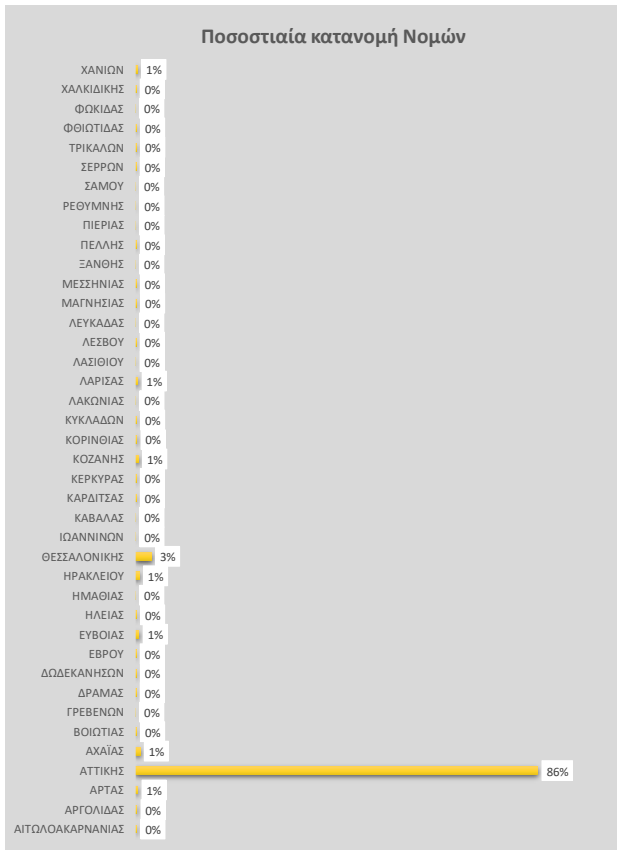 Ποσοστιαία κατανομή Νομών
ΧΑΝΙΩΝ 1%
ΧΑΛΚΙΔΙΚΗΣ 0%
ΦΩΚΙΔΑΣ 0%
ΦΘΙΩΤΙΔΑΣ 0%
ΤΡΙΚΑΛΩΝ 0%
ΣΕΡΡΩΝ 0%
ΣΑΜΟΥ 0%
ΡΕΘΥΜΝΗΣ 0%
ΠΙΕΡΙΑΣ 0%
ΠΕΛΛΗΣ 0%
ΞΑΝΘΗΣ 0%
ΜΕΣΣΗΝΙΑΣ 0%
ΜΑΓΝΗΣΙΑΣ 0%
ΛΕΥΚΑΔΑΣ 0%
ΛΕΣΒΟΥ 0%
ΛΑΣΙΘΙΟΥ 0%
ΛΑΡΙΣΑΣ 1%
ΛΑΚΩΝΙΑΣ 0%
ΚΥΚΛΑΔΩΝ 0%
ΚΟΡΙΝΘΙΑΣ 0%
ΚΟΖΑΝΗΣ 1%
ΚΕΡΚΥΡΑΣ 0%
ΚΑΡΔΙΤΣΑΣ 0%
ΚΑΒΑΛΑΣ 0%
ΙΩΑΝΝΙΝΩΝ 0%
ΘΕΣΣΑΛΟΝΙΚΗΣ 3%
ΗΡΑΚΛΕΙΟΥ 1%
ΗΜΑΘΙΑΣ 0%
ΗΛΕΙΑΣ 0%
ΕΥΒΟΙΑΣ 1%
ΕΒΡΟΥ 0%
ΔΩΔΕΚΑΝΗΣΩΝ 0%
ΔΡΑΜΑΣ 0%
ΓΡΕΒΕΝΩΝ 0%
ΒΟΙΩΤΙΑΣ 0%
ΑΧΑΪΑΣ 1%
ΑΤΤΙΚΗΣ 86%
ΑΡΤΑΣ 1%
ΑΡΓΟΛΙΔΑΣ 0%
ΑΙΤΩΛΟΑΚΑΡΝΑΝΙΑΣ 0%